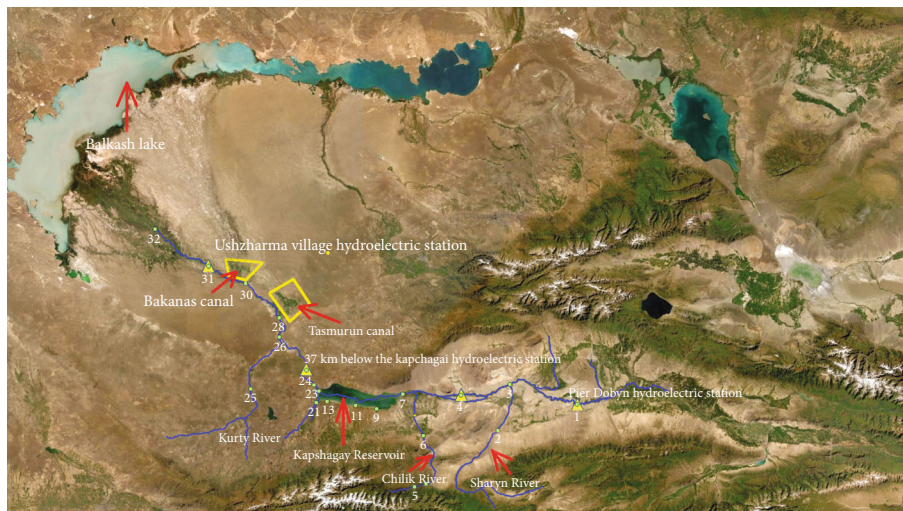 Balkash lake
32
Ushzharma village hydroelectric station
31
30
Bakanas canal
28
Tasmurun canal
26
37 km below the kapchagai hydroelectric station
24
25
23
21
13
11
9
7
3
4
Pier Dobyn hydroelectric station
1
2
6
Kurty River
Kapshagay Reservoir
Chilik River
5
Sharyn River